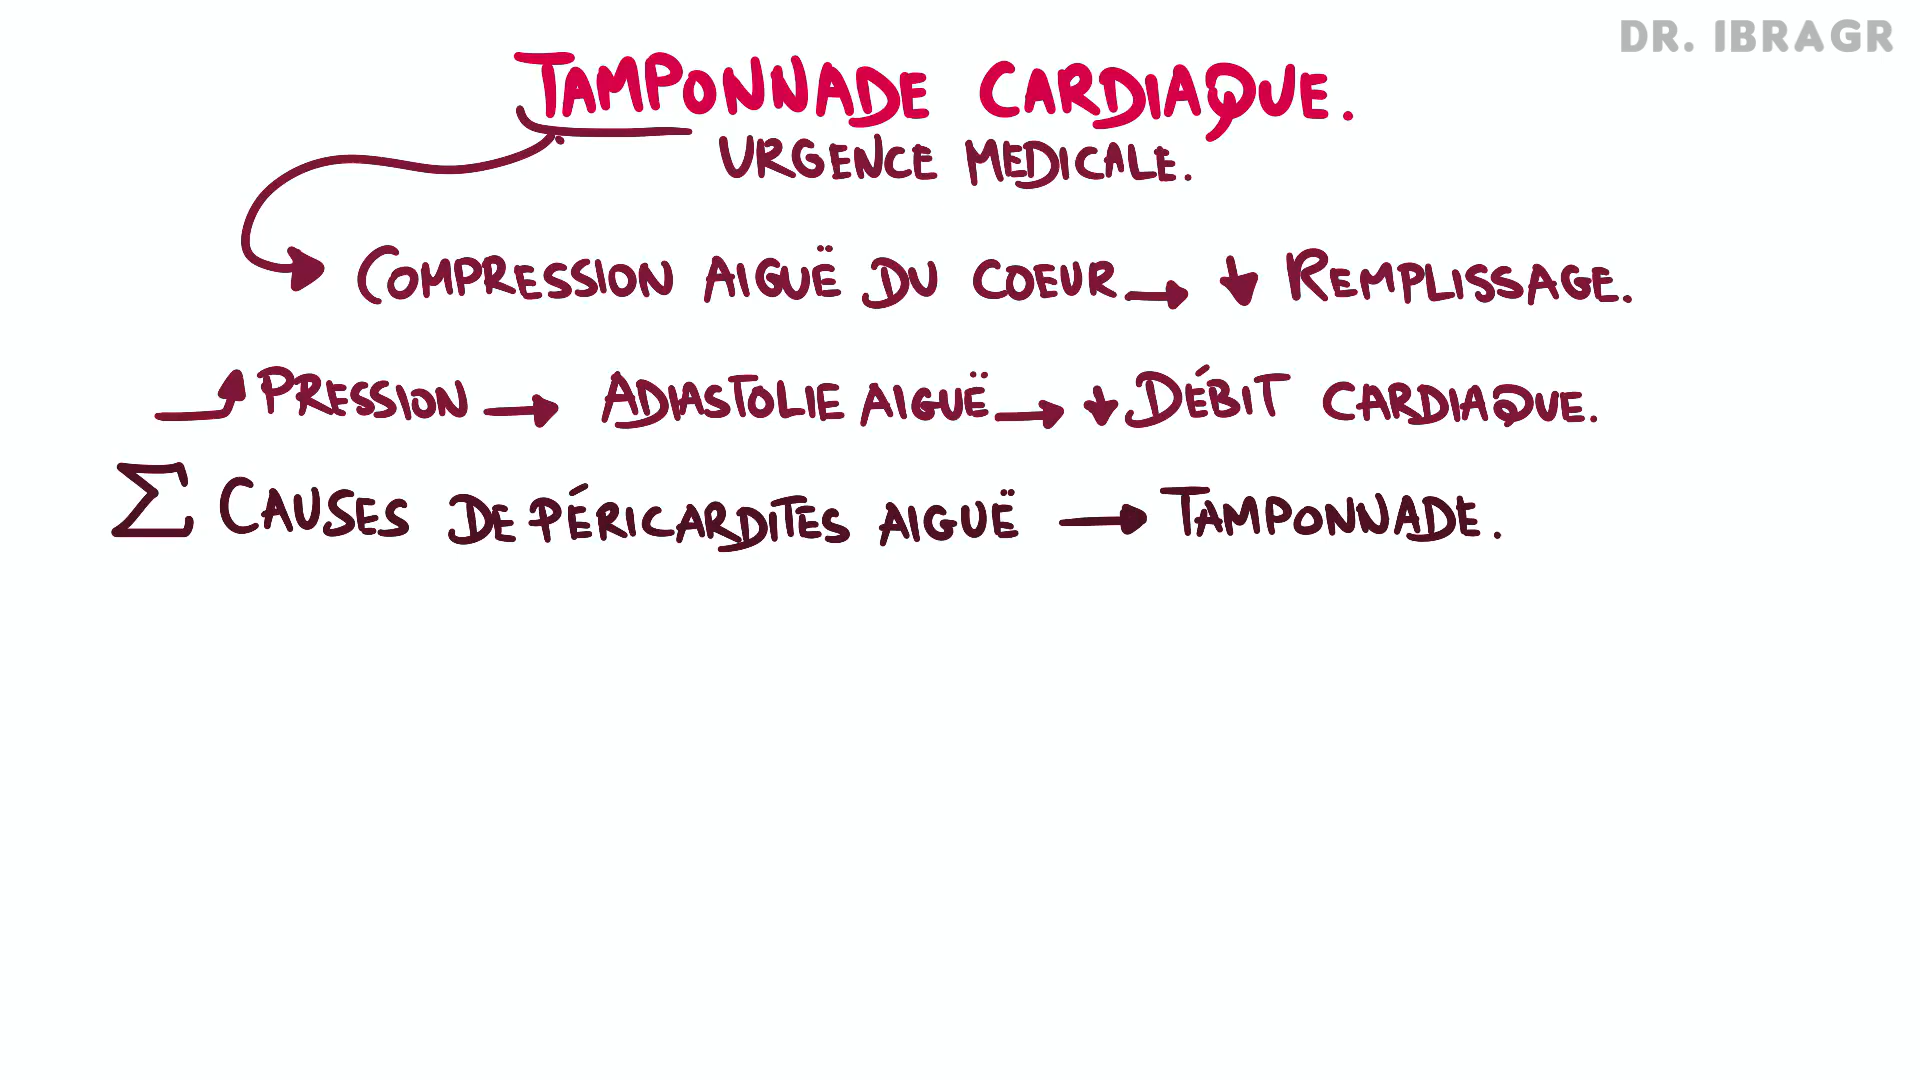 DR. IBRAGR
TAMPONNADE CARDIAQUE.
URGENCE MEDICALE.
COMPRESSION AIGUË DU COEUR → ↓ REMPLISSAGE.
↗ PRESSION → ADIASTOLIE AIGUË → ↓ DÉBIT CARDIAQUE.
Σ CAUSES DE PÉRICARDITES AIGUË → TAMPONNADE.